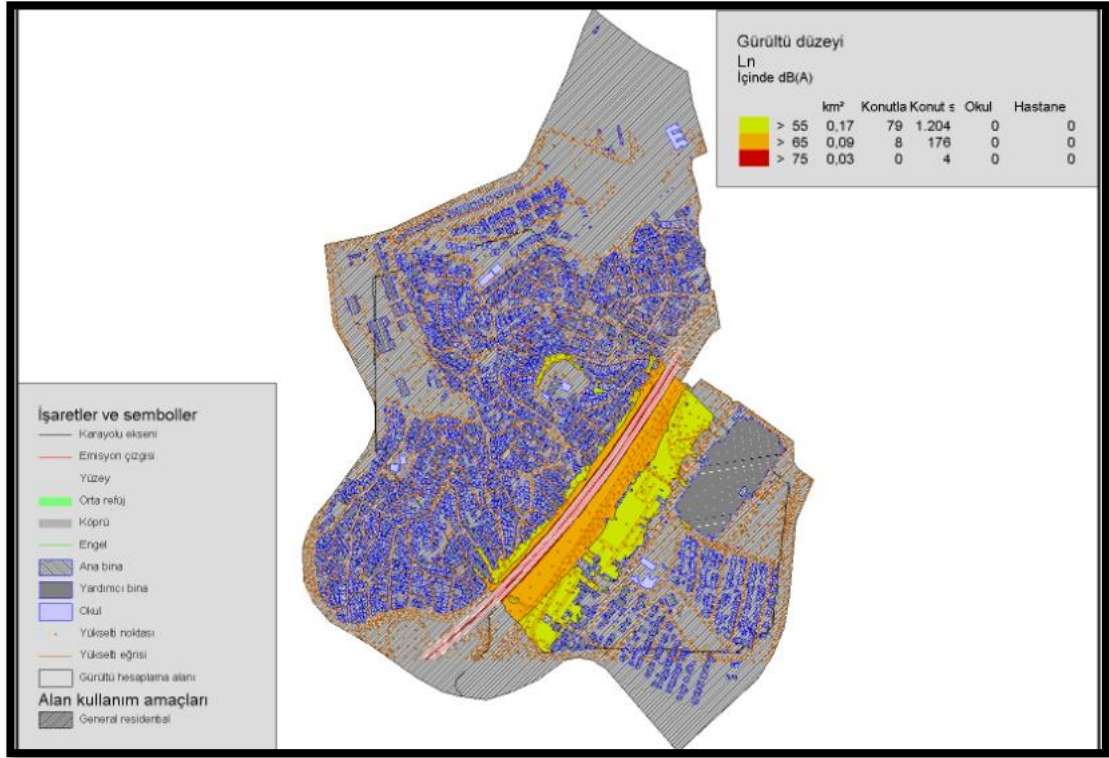 Gürültü düzeyi
Ln
İçinde dB(A)
km² Konutla Konut s Okul Hastane
> 55 0,17 79 1.204 0 0
> 65 0,09 8 176 0 0
> 75 0,03 0 4 0 0
İşaretler ve semboller
Karayolu ekseni
Emisyon çizgisi
Yüzey
Orta refüj
Köprü
Engel
Ana bina
Yardımcı bina
Okul
Yükselti noktası
Yükselti eğrisi
Gürültü hesaplama alanı
Alan kullanım amaçları
General residential